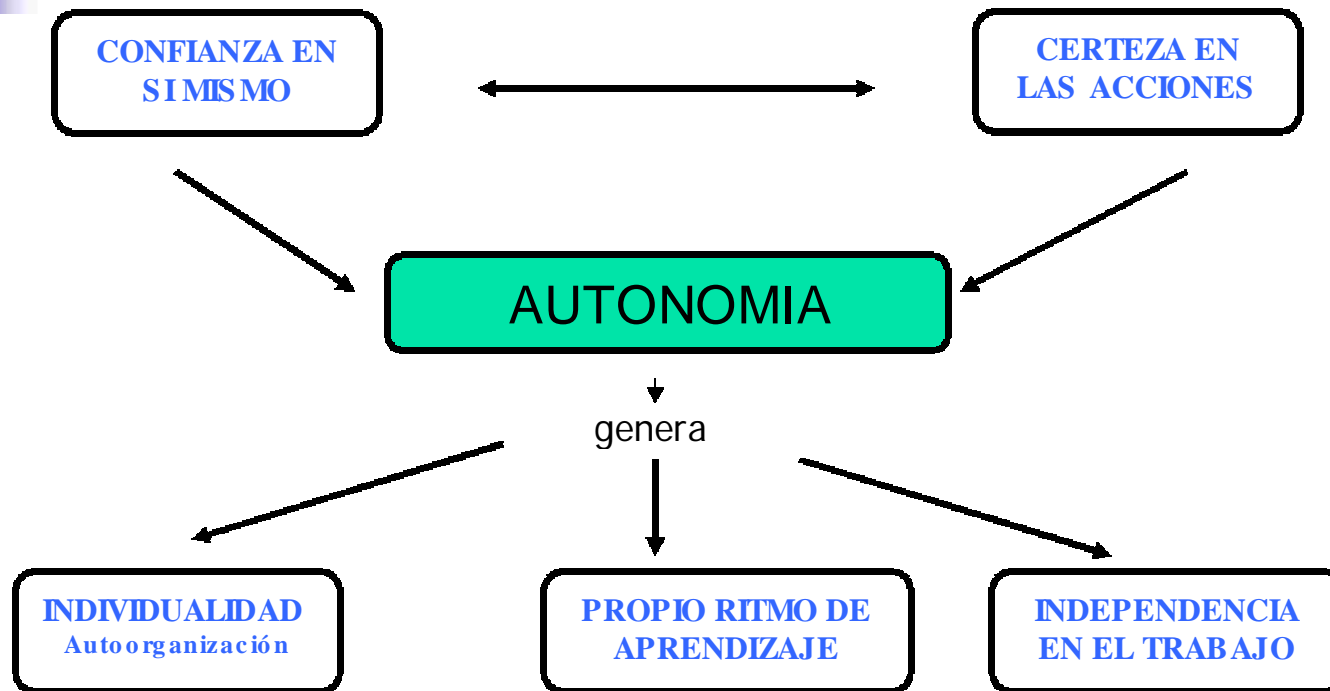 CONFIANZA EN
SI MISMO
CERTEZA EN
LAS ACCIONES
AUTONOMIA
genera
INDIVIDUALIDAD
Autoorganización
PROPIO RITMO DE
APRENDIZAJE
INDEPENDENCIA
EN EL TRABAJO